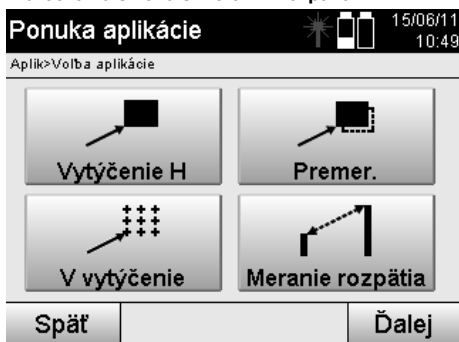 Ponuka aplikácie
15/06/11
10:49
Aplik>Voľba aplikácie
Vytýčenie H
Premer.
V vytýčenie
Meranie rozpätia
Späť
Ďalej